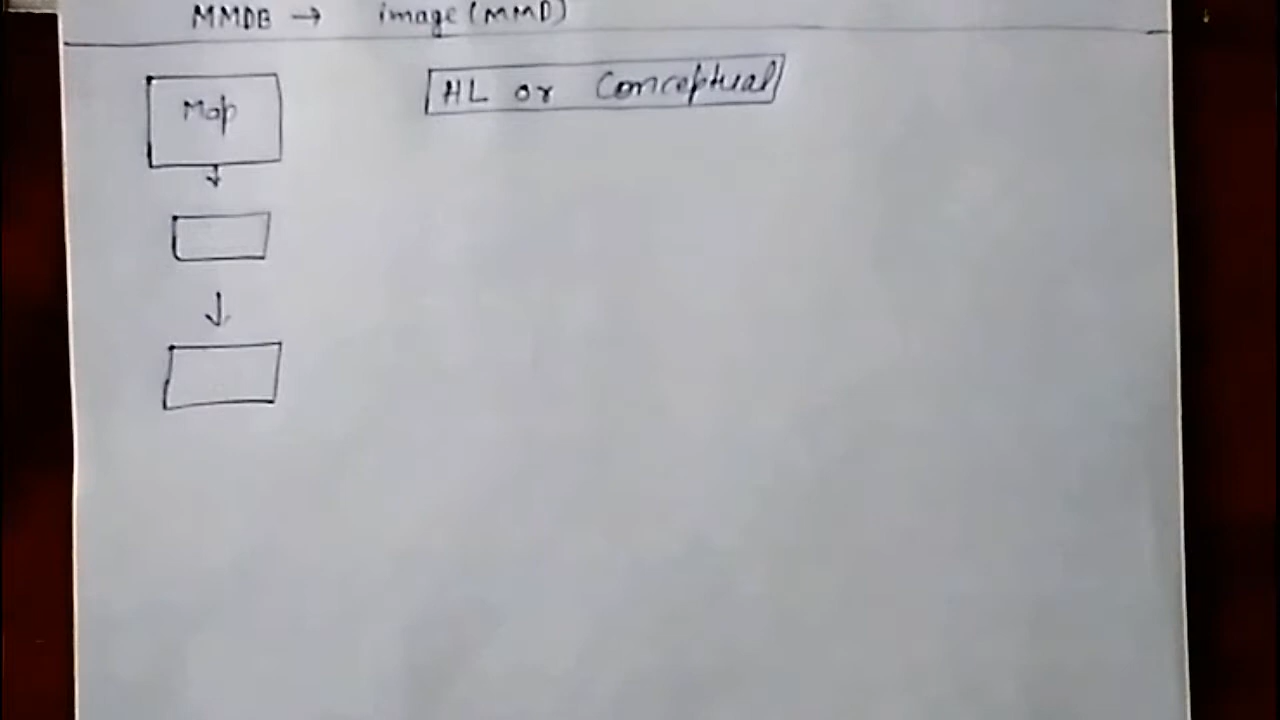 MMDB → image (MMD)
HL or Conceptual
Map